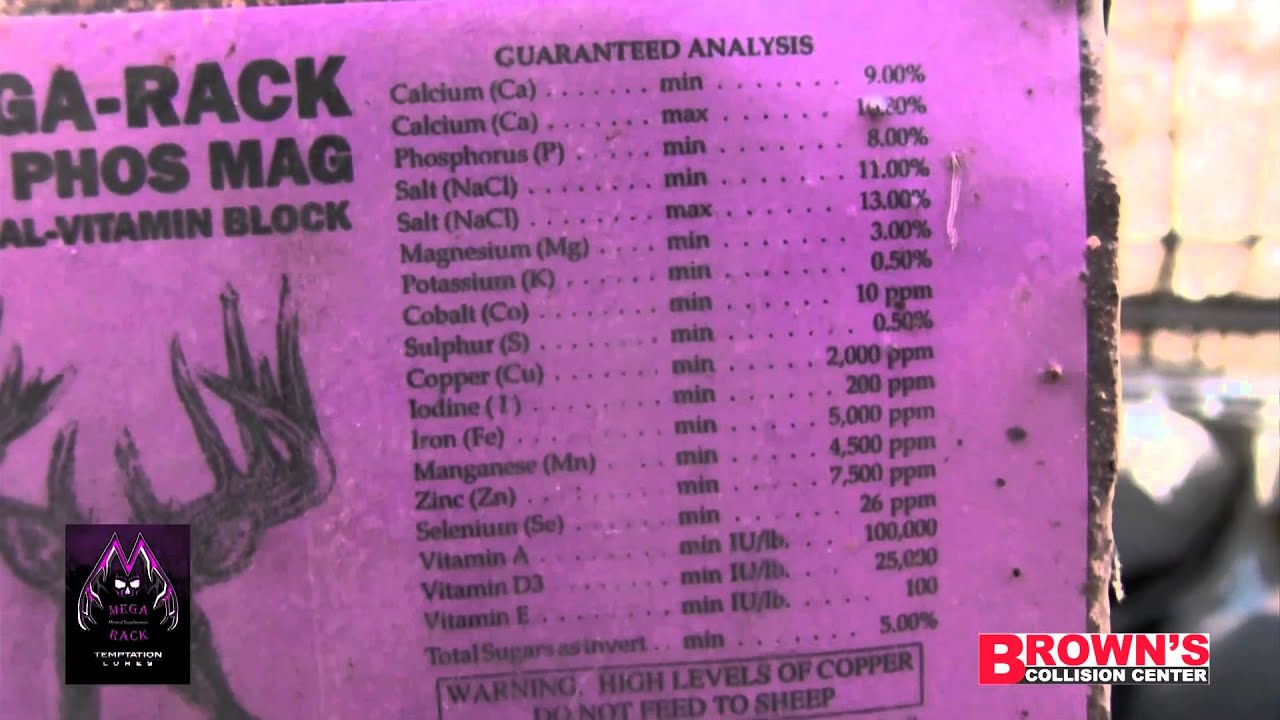 GA-RACK
PHOS MAG
AL-VITAMIN BLOCK
GUARANTEED ANALYSIS
Calcium (Ca) . . . . . . . . min . . . . . . . . 9.00%
Calcium (Ca) . . . . . . . . max . . . . . . . .
Phosphorus (P) . . . . . . min . . . . . . . . 8.00%
Salt (NaCl) . . . . . . . . . min . . . . . . . . 11.00%
Salt (NaCl) . . . . . . . . . max . . . . . . . . 13.00%
Magnesium (Mg) . . . . min . . . . . . . . 3.00%
Potassium (K) . . . . . . . min . . . . . . . . 0.50%
Cobalt (Co) . . . . . . . . . min . . . . . . . . 10 ppm
Sulphur (S) . . . . . . . . . min . . . . . . . . 0.50%
Copper (Cu) . . . . . . . . min . . . . . . 2,000 ppm
Iodine ( I ) . . . . . . . . . min . . . . . . . 200 ppm
Iron (Fe) . . . . . . . . . . min . . . . . . 5,000 ppm
Manganese (Mn) . . . . min . . . . . . 4,500 ppm
Zinc (Zn) . . . . . . . . . . min . . . . . . 7,500 ppm
Selenium (Se) . . . . . . . min . . . . . . . . 26 ppm
Vitamin A . . . . . . . . . min IU/lb. . . . . 100,000
Vitamin D3 . . . . . . . . min IU/lb. . . . . 25,000
Vitamin E . . . . . . . . . min IU/lb. . . . . 100
Total Sugars as invert . . min . . . . . . . . 5.00%
WARNING: HIGH LEVELS OF COPPER
DO NOT FEED TO SHEEP
MEGA
RACK
TEMPTATION
LURES
BROWN'S
COLLISION CENTER